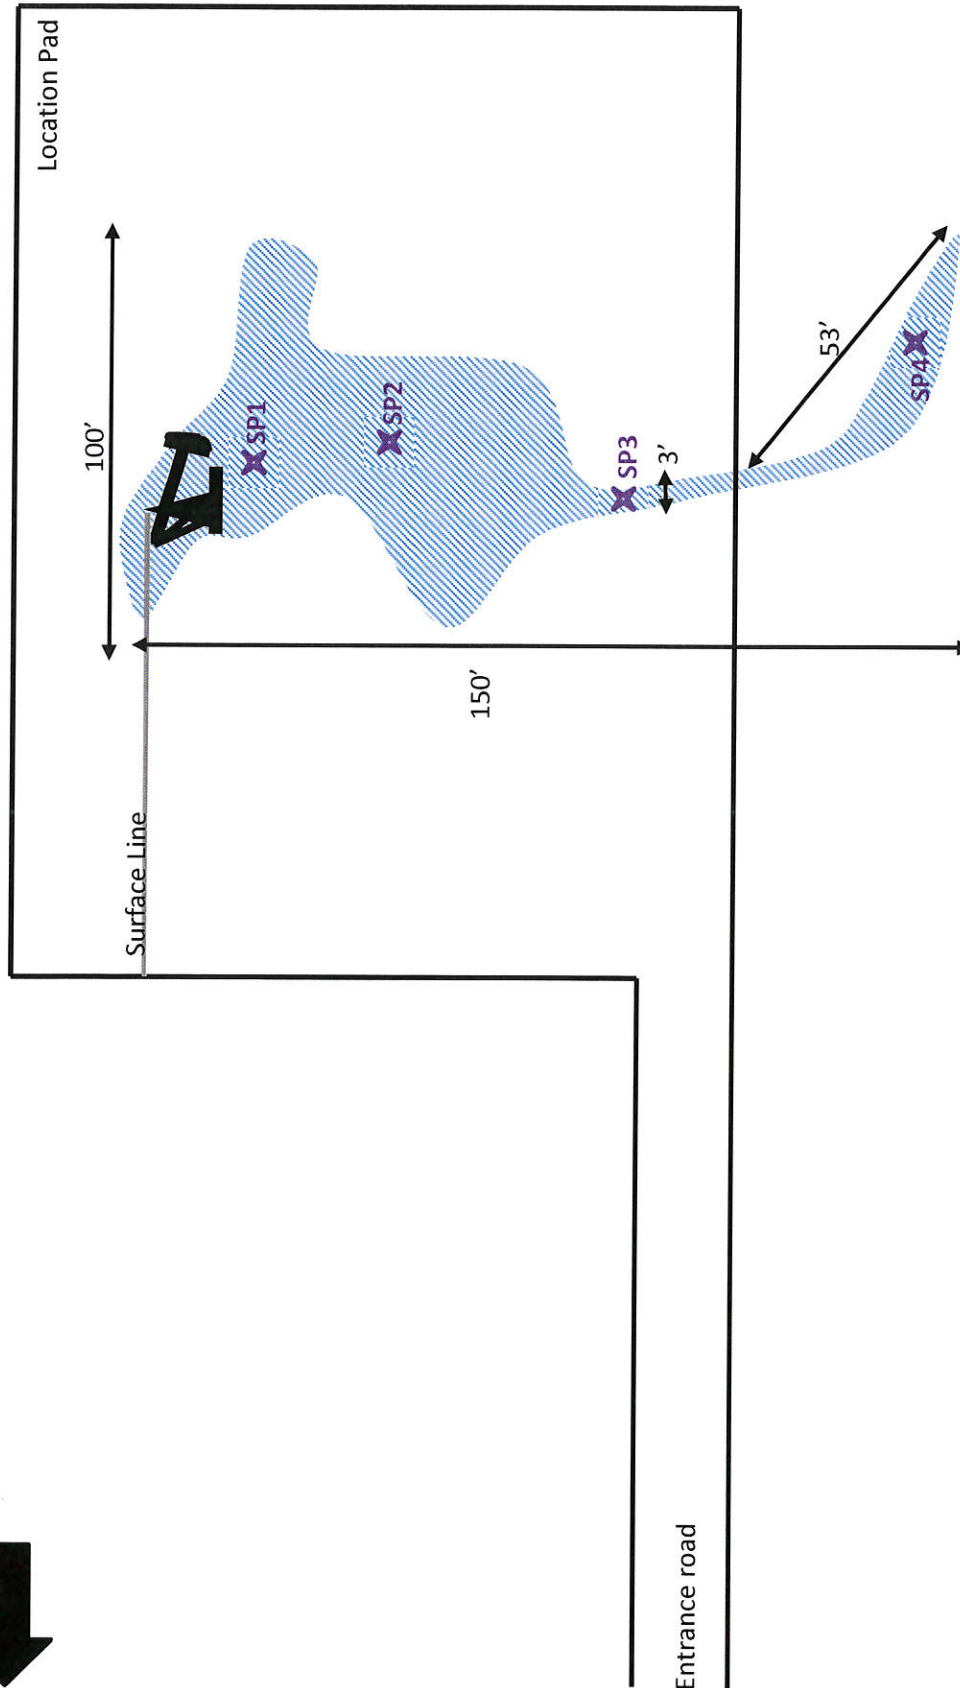 Location Pad
100’
SP1
SP2
SP3
3’
53’
SP4
150’
Surface Line
Entrance road